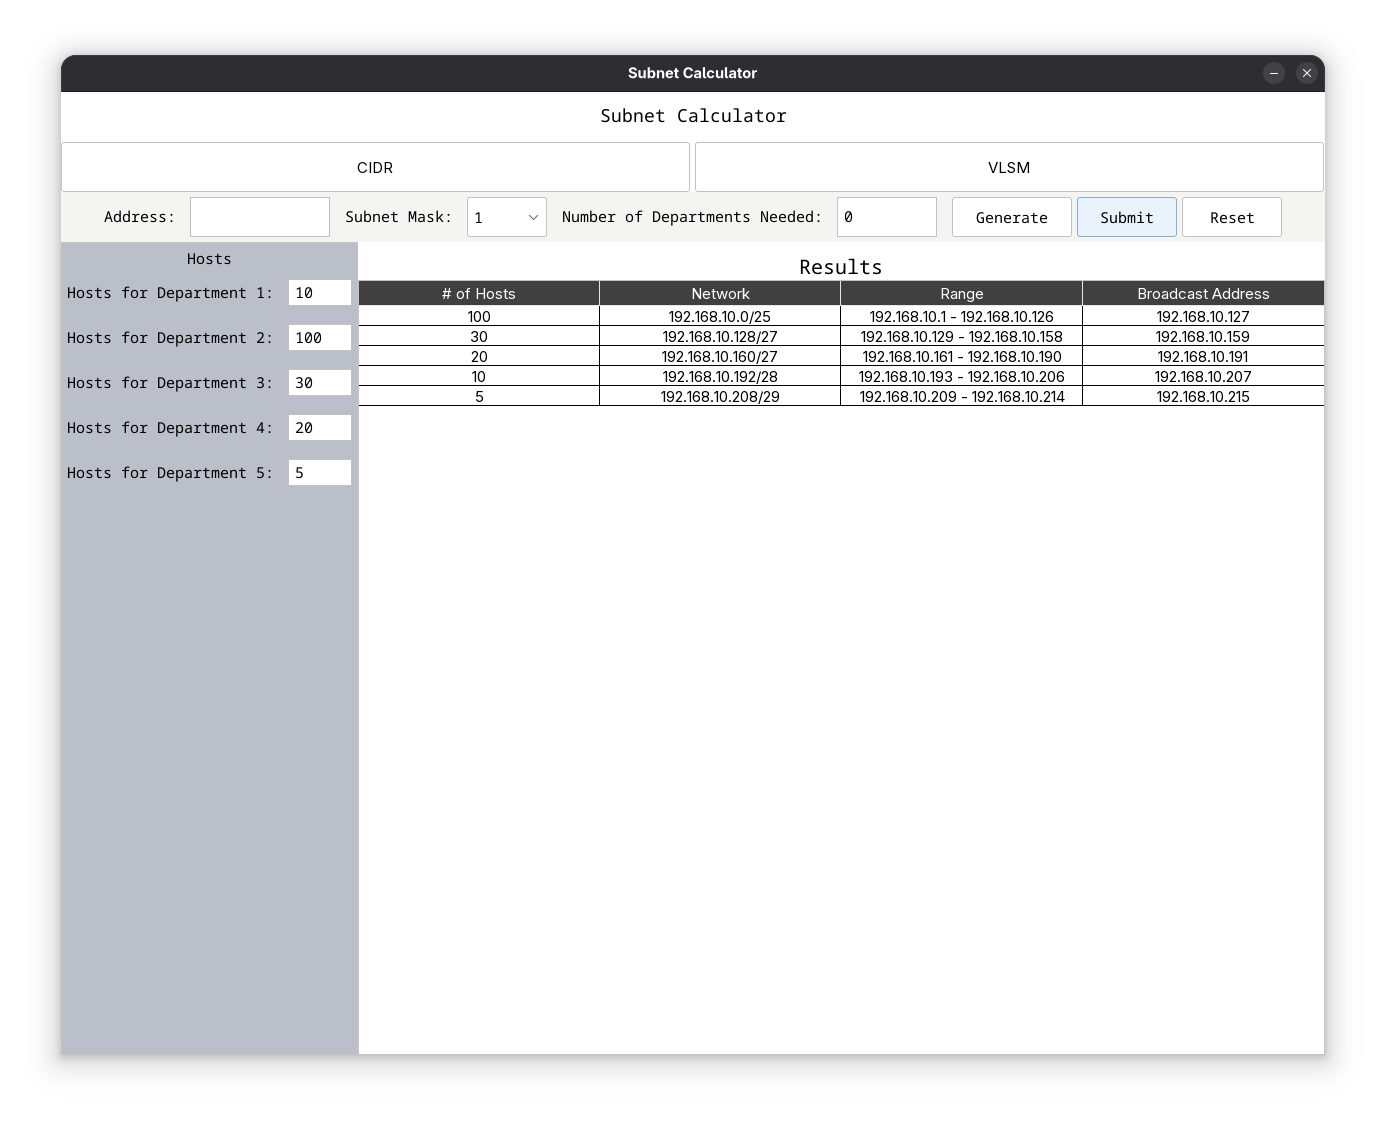 Subnet Calculator
Subnet Calculator
CIDR VLSM
Address: Subnet Mask: 1 Number of Departments Needed: 0 Generate Submit Reset
Hosts
Hosts for Department 1: 10
Hosts for Department 2: 100
Hosts for Department 3: 30
Hosts for Department 4: 20
Hosts for Department 5: 5
Results
# of Hosts Network Range Broadcast Address
100 192.168.10.0/25 192.168.10.1 - 192.168.10.126 192.168.10.127
30 192.168.10.128/27 192.168.10.129 - 192.168.10.158 192.168.10.159
20 192.168.10.160/27 192.168.10.161 - 192.168.10.190 192.168.10.191
10 192.168.10.192/28 192.168.10.193 - 192.168.10.206 192.168.10.207
5 192.168.10.208/29 192.168.10.209 - 192.168.10.214 192.168.10.215